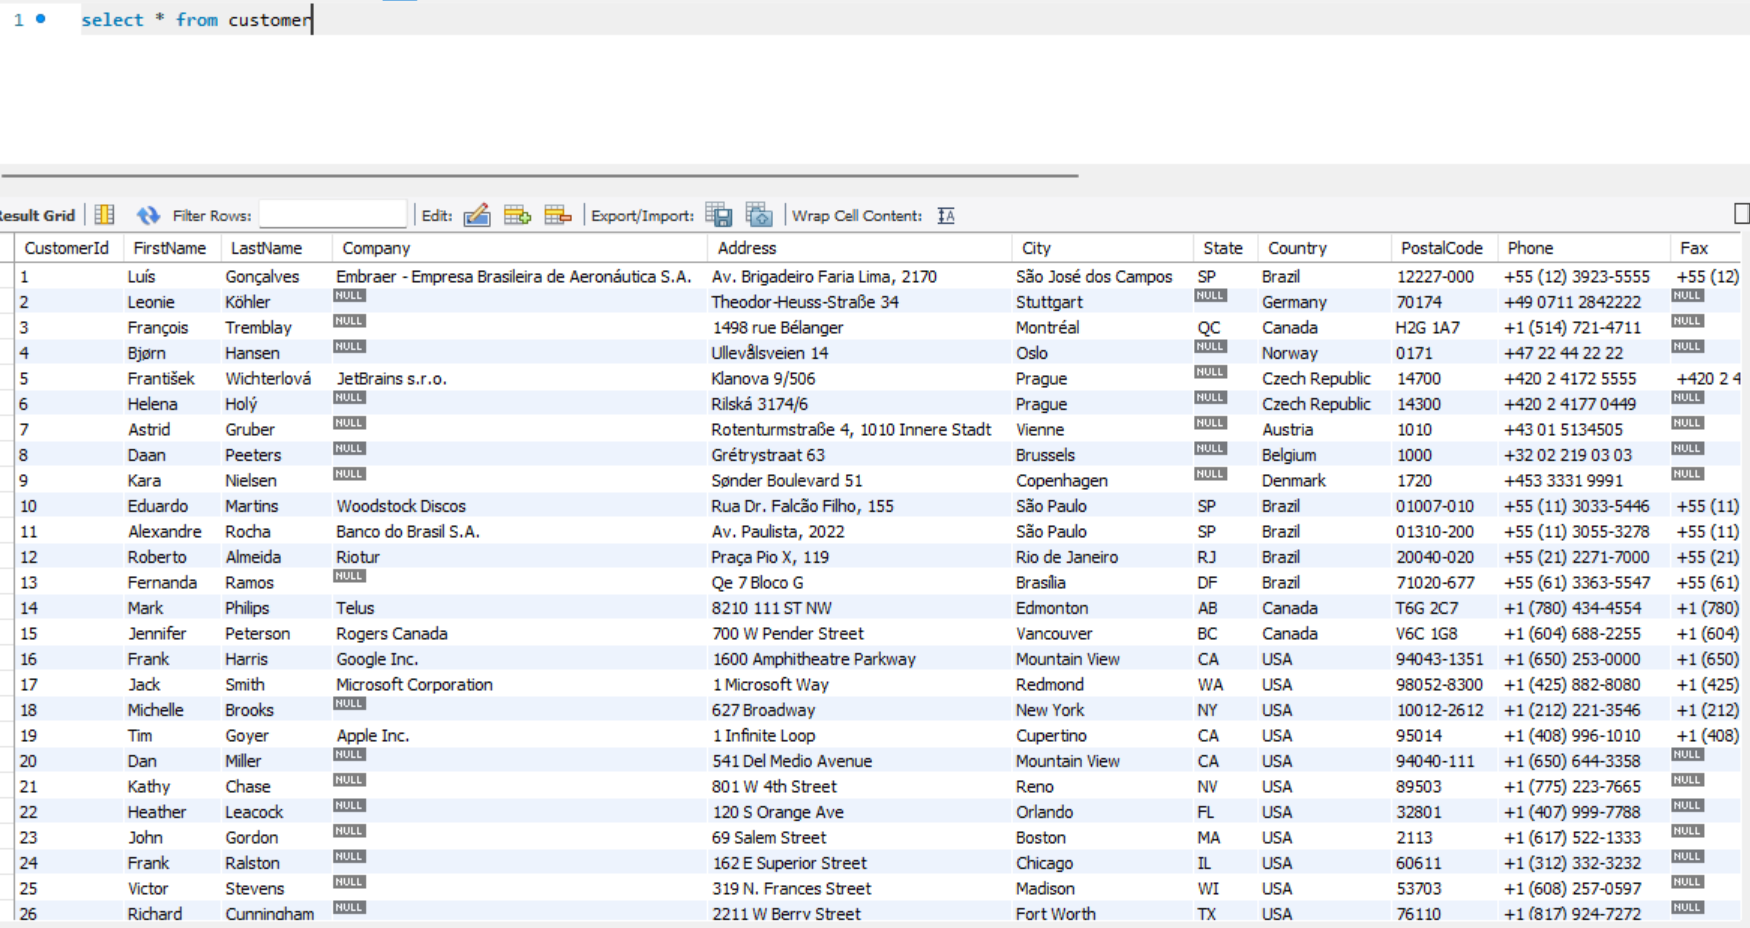 1 select * from customer
Result Grid Filter Rows: Edit: Export/Import: Wrap Cell Content:
CustomerId FirstName LastName Company Address City State Country PostalCode Phone Fax
1 Luís Gonçalves Embraer - Empresa Brasileira de Aeronáutica S.A. Av. Brigadeiro Faria Lima, 2170 São José dos Campos SP Brazil 12227-000 +55 (12) 3923-5555 +55 (12)
2 Leonie Köhler NULL Theodor-Heuss-Straße 34 Stuttgart NULL Germany 70174 +49 0711 2842222 NULL
3 François Tremblay NULL 1498 rue Bélanger Montréal QC Canada H2G 1A7 +1 (514) 721-4711 NULL
4 Bjørn Hansen NULL Ullevålsveien 14 Oslo NULL Norway 0171 +47 22 44 22 22 NULL
5 František Wichterlová JetBrains s.r.o. Klanova 9/506 Prague NULL Czech Republic 14700 +420 2 4172 5555 +420 2 4
6 Helena Holý NULL Rilská 3174/6 Prague NULL Czech Republic 14300 +420 2 4177 0449 NULL
7 Astrid Gruber NULL Rotenturmstraße 4, 1010 Innere Stadt Vienne NULL Austria 1010 +43 01 5134505 NULL
8 Daan Peeters NULL Grétrystraat 63 Brussels NULL Belgium 1000 +32 02 219 03 03 NULL
9 Kara Nielsen NULL Sønder Boulevard 51 Copenhagen NULL Denmark 1720 +453 3331 9991 NULL
10 Eduardo Martins Woodstock Discos Rua Dr. Falcão Filho, 155 São Paulo SP Brazil 01007-010 +55 (11) 3033-5446 +55 (11)
11 Alexandre Rocha Banco do Brasil S.A. Av. Paulista, 2022 São Paulo SP Brazil 01310-200 +55 (11) 3055-3278 +55 (11)
12 Roberto Almeida Riotur Praça Pio X, 119 Rio de Janeiro RJ Brazil 20040-020 +55 (21) 2271-7000 +55 (21)
13 Fernanda Ramos NULL Qe 7 Bloco G Brasília DF Brazil 71020-677 +55 (61) 3363-5547 +55 (61)
14 Mark Philips Telus 8210 111 ST NW Edmonton AB Canada T6G 2C7 +1 (780) 434-4554 +1 (780)
15 Jennifer Peterson Rogers Canada 700 W Pender Street Vancouver BC Canada V6C 1G8 +1 (604) 688-2255 +1 (604)
16 Frank Harris Google Inc. 1600 Amphitheatre Parkway Mountain View CA USA 94043-1351 +1 (650) 253-0000 +1 (650)
17 Jack Smith Microsoft Corporation 1 Microsoft Way Redmond WA USA 98052-8300 +1 (425) 882-8080 +1 (425)
18 Michelle Brooks NULL 627 Broadway New York NY USA 10012-2612 +1 (212) 221-3546 +1 (212)
19 Tim Goyer Apple Inc. 1 Infinite Loop Cupertino CA USA 95014 +1 (408) 996-1010 +1 (408)
20 Dan Miller NULL 541 Del Medio Avenue Mountain View CA USA 94040-111 +1 (650) 644-3358 NULL
21 Kathy Chase NULL 801 W 4th Street Reno NV USA 89503 +1 (775) 223-7665 NULL
22 Heather Leacock NULL 120 S Orange Ave Orlando FL USA 32801 +1 (407) 999-7788 NULL
23 John Gordon NULL 69 Salem Street Boston MA USA 2113 +1 (617) 522-1333 NULL
24 Frank Ralston NULL 162 E Superior Street Chicago IL USA 60611 +1 (312) 332-3232 NULL
25 Victor Stevens NULL 319 N. Frances Street Madison WI USA 53703 +1 (608) 257-0597 NULL
26 Richard Cunningham NULL 2211 W Berry Street Fort Worth TX USA 76110 +1 (817) 924-7272 NULL